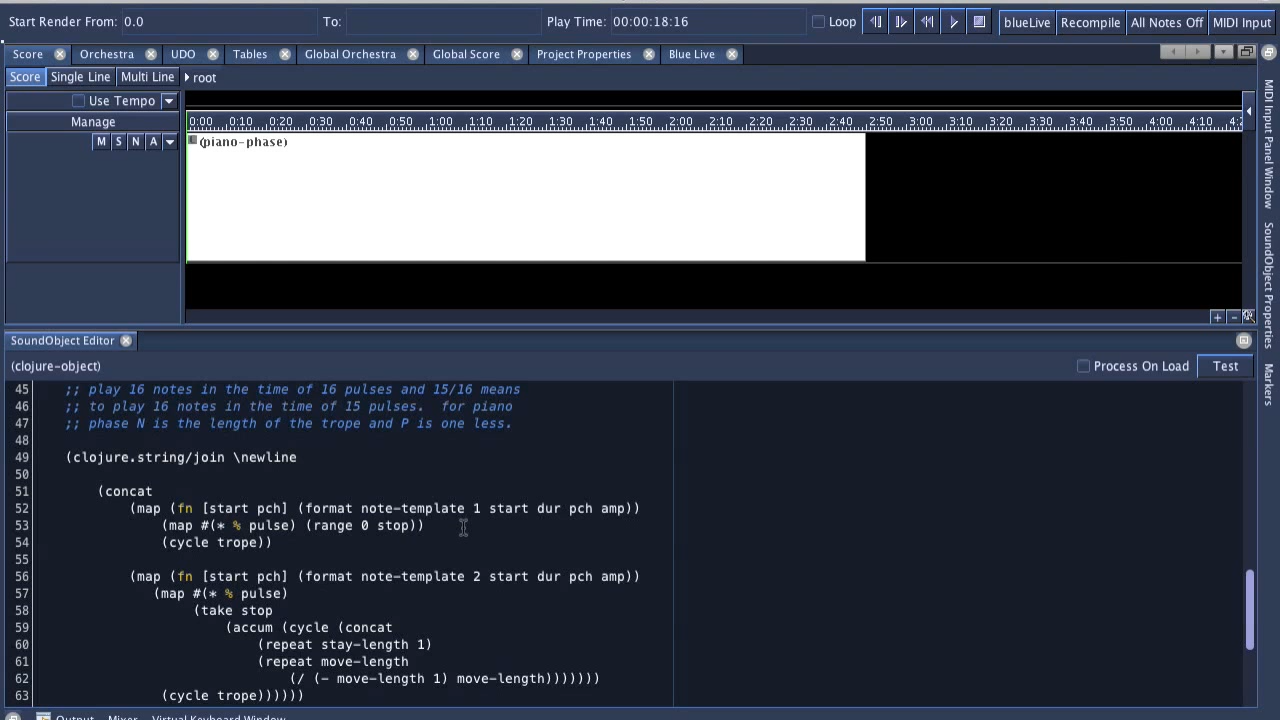 Start Render From: 0.0 To: Play Time: 00:00:18:16 Loop blueLive Recompile All Notes Off MIDI Input
Score Orchestra UDO Tables Global Orchestra Global Score Project Properties Blue Live
Score Single Line Multi Line root
Use Tempo
Manage 0:00 0:10 0:20 0:30 0:40 0:50 1:00 1:10 1:20 1:30 1:40 1:50 2:00 2:10 2:20 2:30 2:40 2:50 3:00 3:10 3:20 3:30 3:40 3:50 4:00 4:10
M S N A (piano-phase)
MIDI Input Panel Window
SoundObject Properties
Markers
SoundObject Editor
(clojure-object) Process On Load Test
45 ;; play 16 notes in the time of 16 pulses and 15/16 means
46 ;; to play 16 notes in the time of 15 pulses. for piano
47 ;; phase N is the length of the trope and P is one less.
48
49 (clojure.string/join \newline
50
51 (concat
52 (map (fn [start pch] (format note-template 1 start dur pch amp))
53 (map #(* % pulse) (range 0 stop))
54 (cycle trope))
55
56 (map (fn [start pch] (format note-template 2 start dur pch amp))
57 (map #(* % pulse)
58 (take stop
59 (accum (cycle (concat
60 (repeat stay-length 1)
61 (repeat move-length
62 (/ (- move-length 1) move-length)))))))
63 (cycle trope))))))
Output Mixer Virtual Keyboard Window